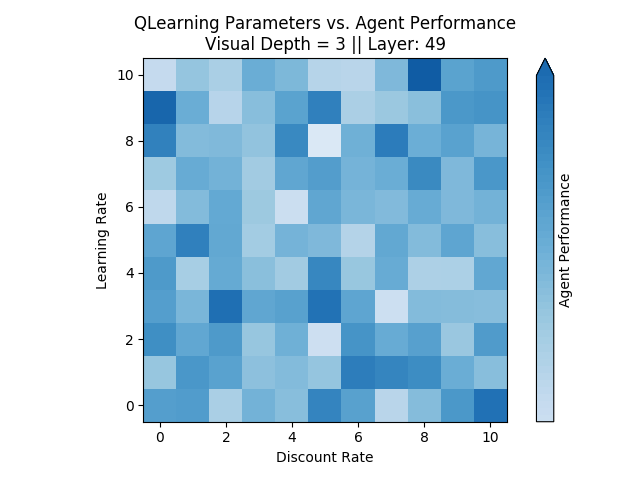 QLearning Parameters vs. Agent Performance
Visual Depth = 3 || Layer: 49
10
8
6
4
2
0
Learning Rate
0 2 4 6 8 10
Discount Rate
Agent Performance